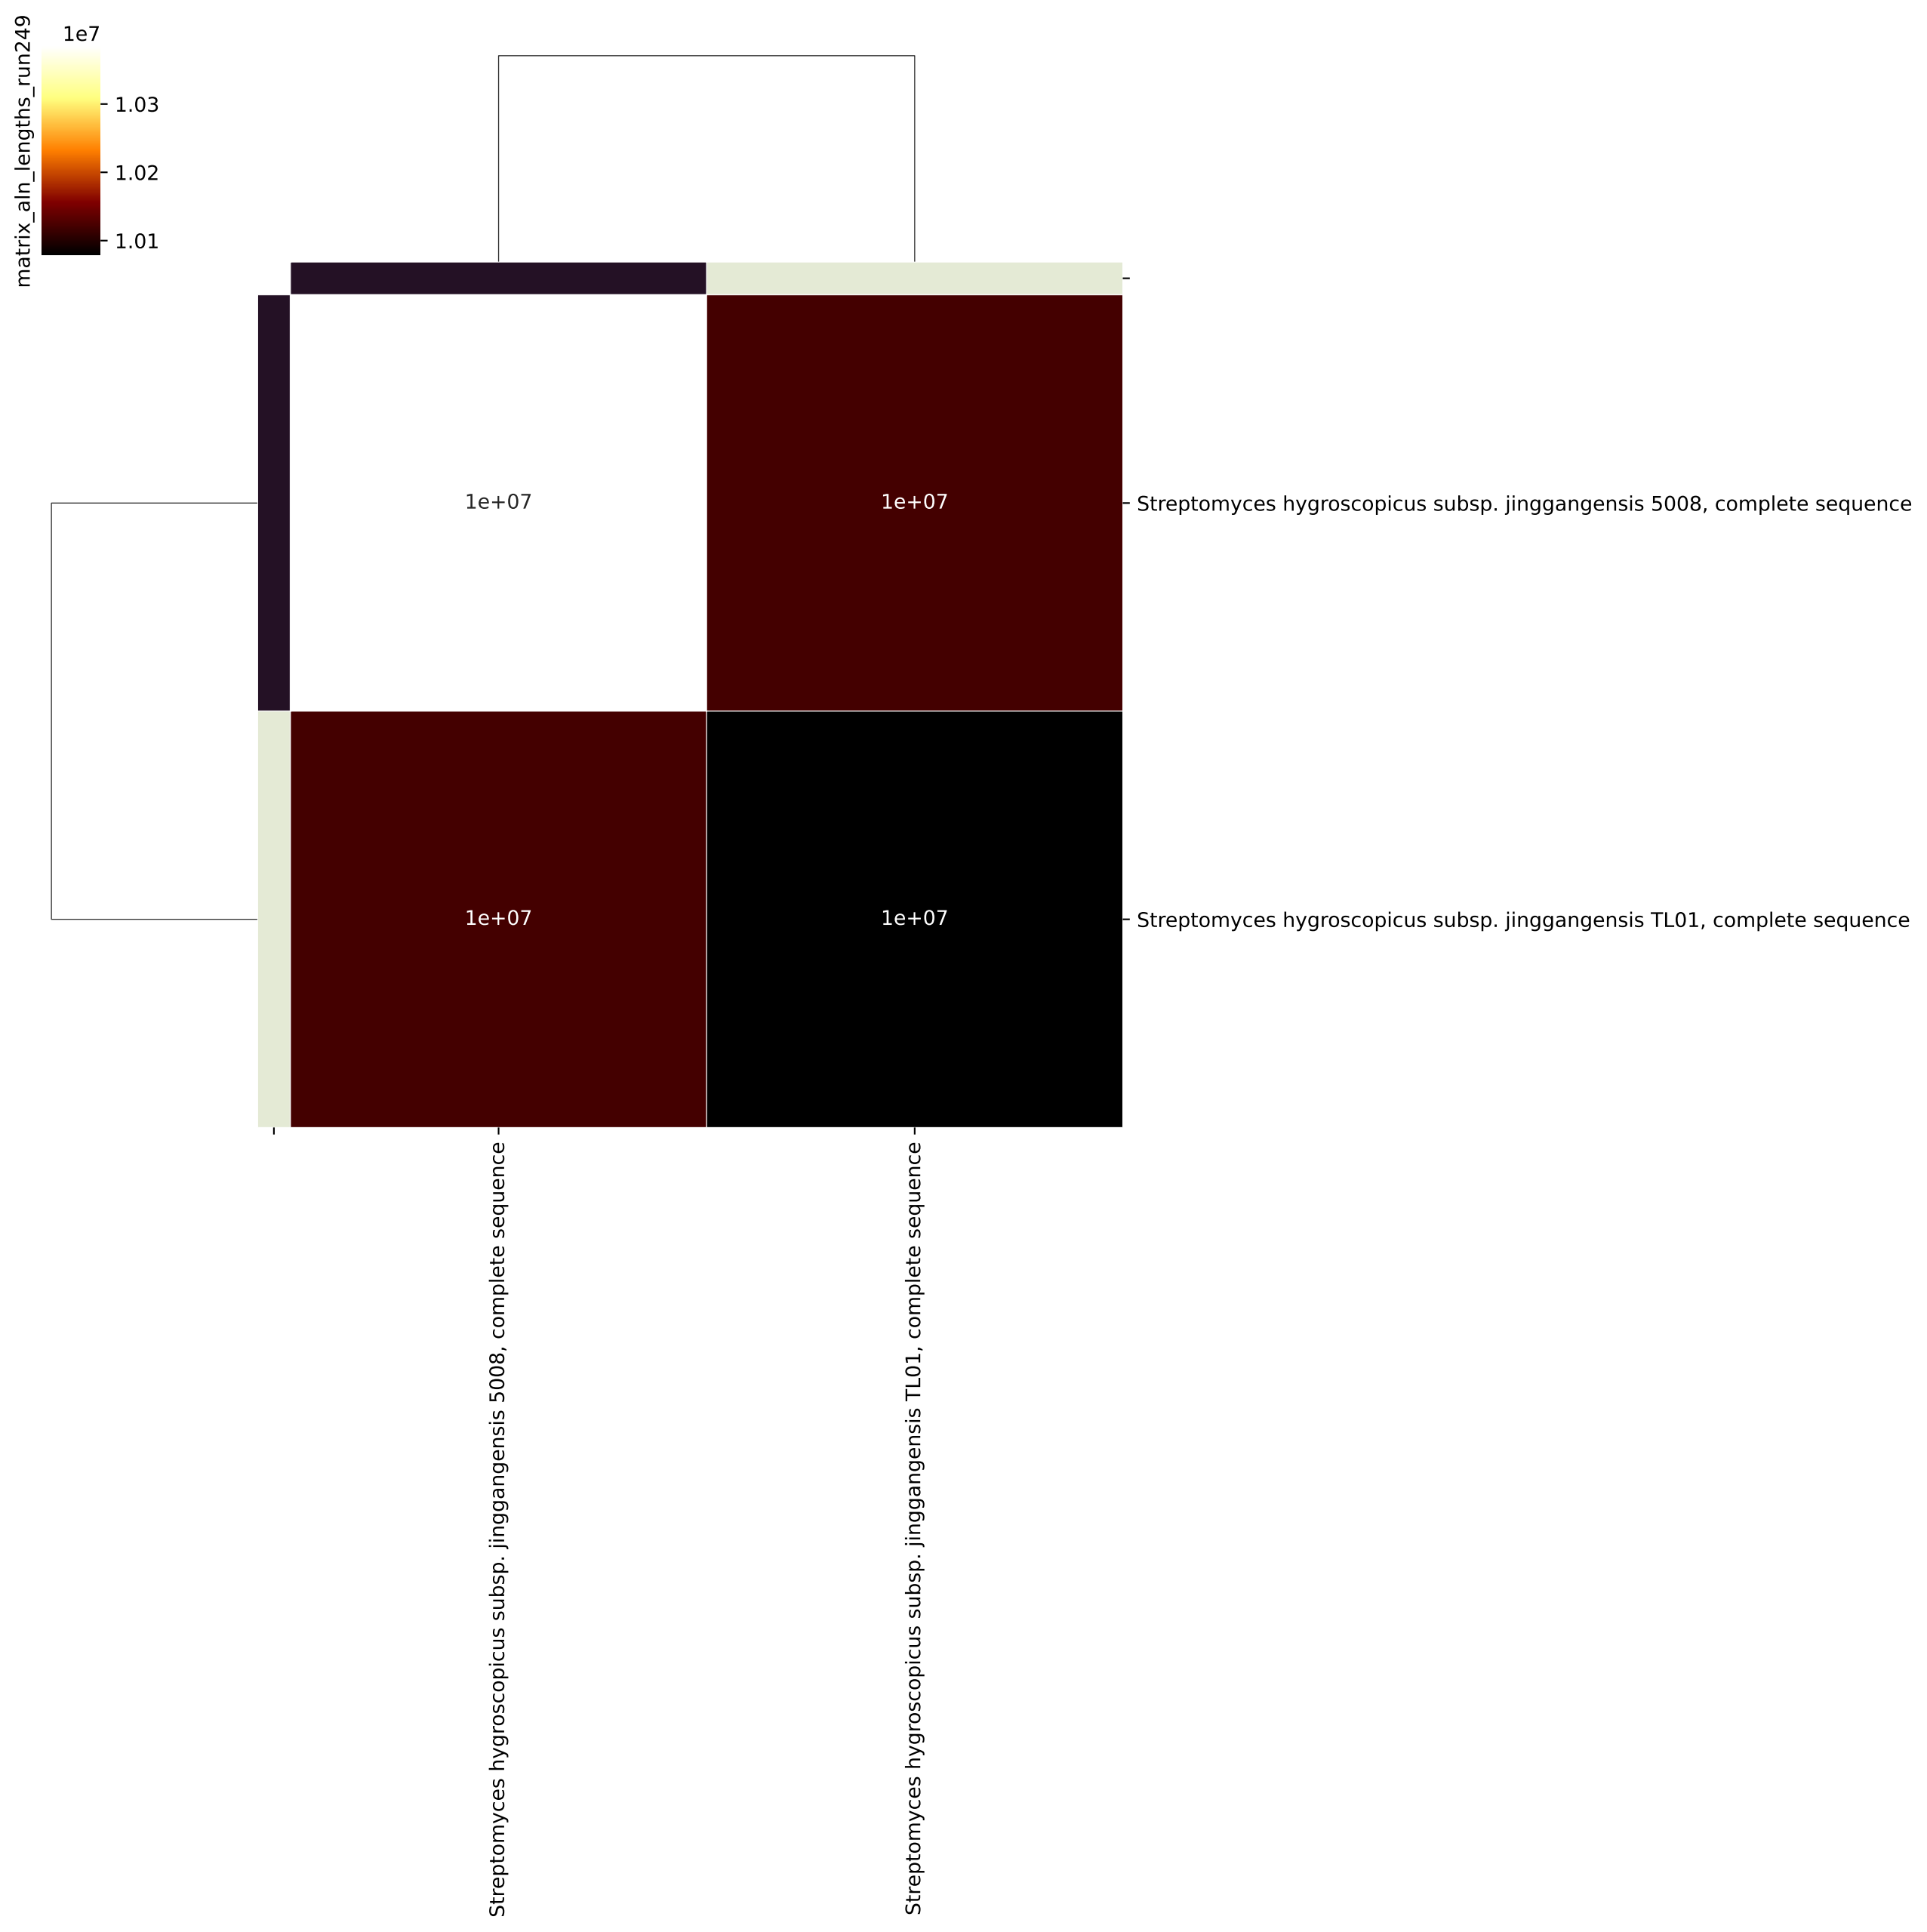 matrix_aln_lengths_run249
1e7
1.03
1.02
1.01
1e+07
1e+07
Streptomyces hygroscopicus subsp. jinggangensis 5008, complete sequence
1e+07
1e+07
Streptomyces hygroscopicus subsp. jinggangensis TL01, complete sequence
Streptomyces hygroscopicus subsp. jinggangensis 5008, complete sequence
Streptomyces hygroscopicus subsp. jinggangensis TL01, complete sequence